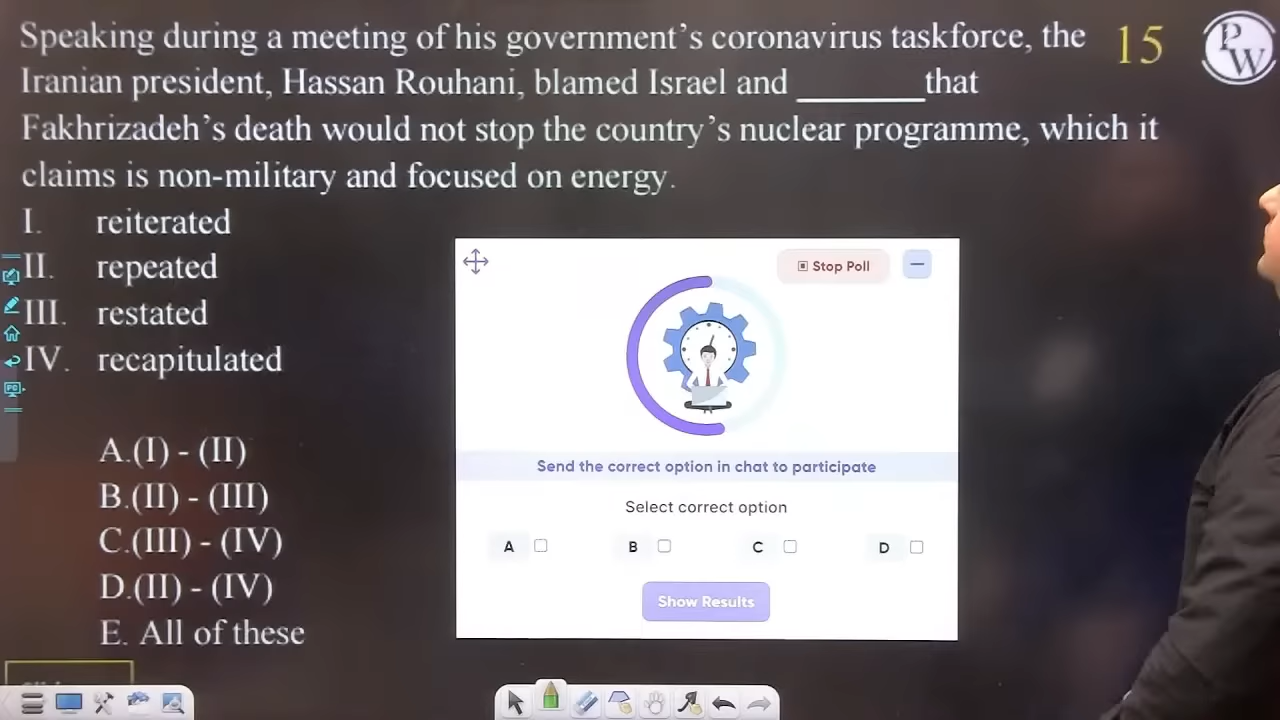 Speaking during a meeting of his government's coronavirus taskforce, the
Iranian president, Hassan Rouhani, blamed Israel and ________that
Fakhrizadeh's death would not stop the country's nuclear programme, which it
claims is non-military and focused on energy.
15
PW
I. reiterated
II. repeated
III. restated
IV. recapitulated
A.(I) - (II)
B.(II) - (III)
C.(III) - (IV)
D.(II) - (IV)
E. All of these
Stop Poll
Send the correct option in chat to participate
Select correct option
A
B
C
D
Show Results